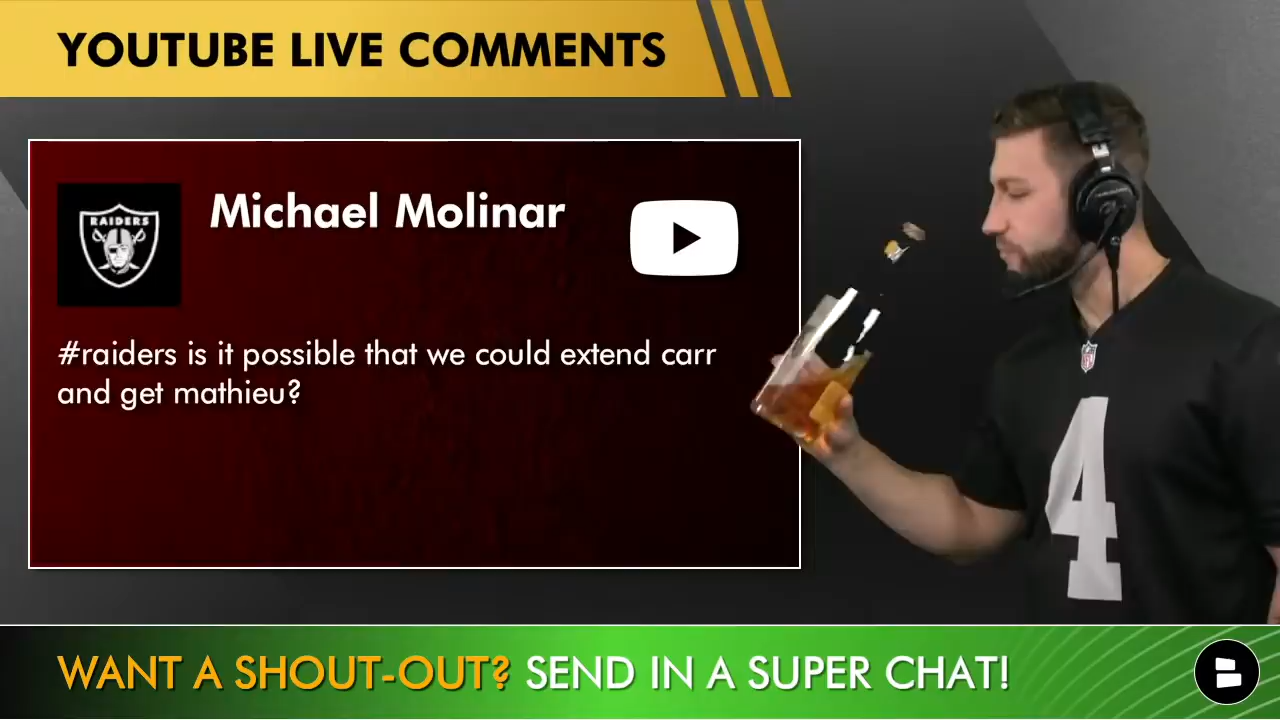 YOUTUBE LIVE COMMENTS
RAIDERS
Michael Molinar
#raiders is it possible that we could extend carr
and get mathieu?
4
WANT A SHOUT-OUT? SEND IN A SUPER CHAT!